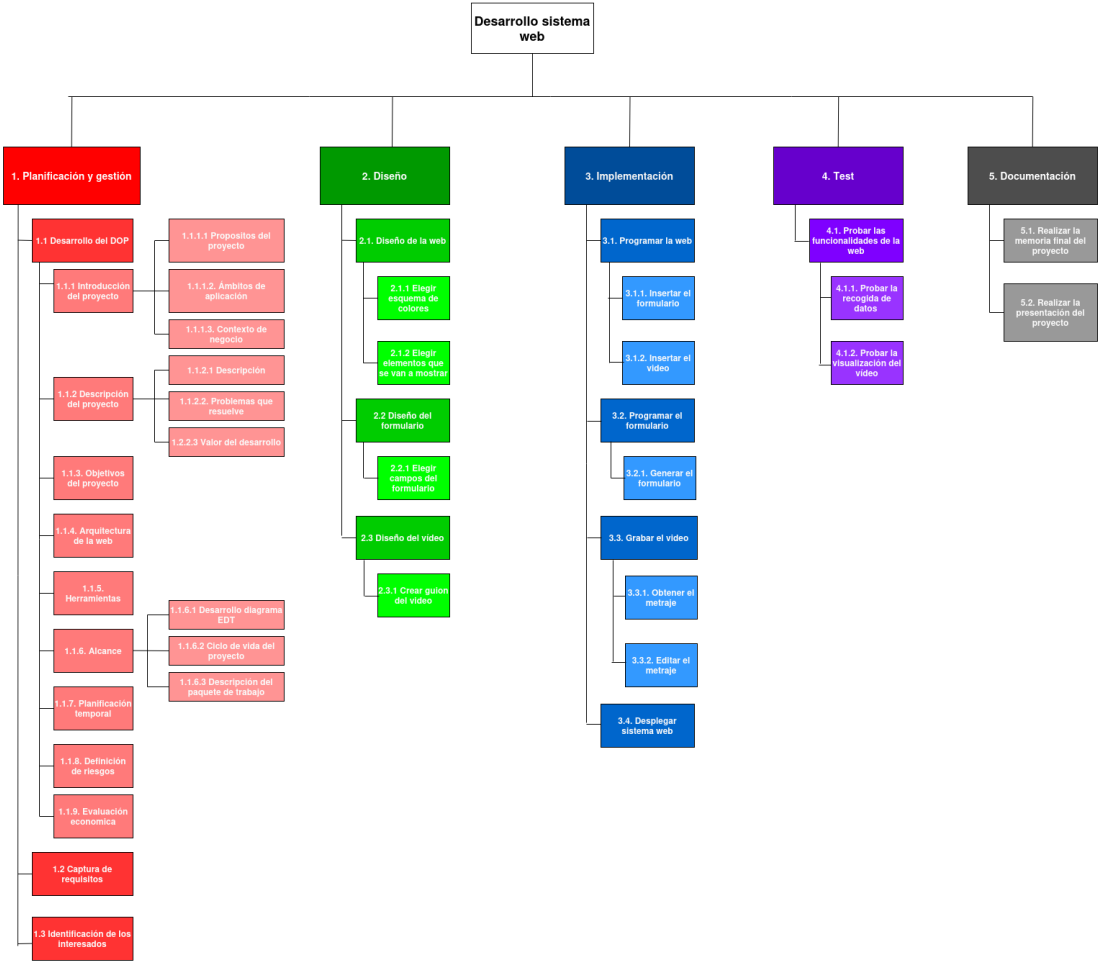 Desarrollo sistema
web
1. Planificación y gestión
2. Diseño
3. Implementación
4. Test
5. Documentación
1.1 Desarrollo del DOP
1.1.1 Introducción
del proyecto
1.1.1.1 Propositos del
proyecto
1.1.1.2. Ámbitos de
aplicación
1.1.1.3. Contexto de
negocio
1.1.2 Descripción
del proyecto
1.1.2.1 Descripción
1.1.2.2. Problemas que
resuelve
1.2.2.3 Valor del desarrollo
1.1.3. Objetivos
del proyecto
1.1.4. Arquitectura
de la web
1.1.5.
Herramientas
1.1.6. Alcance
1.1.6.1 Desarrollo diagrama
EDT
1.1.6.2 Ciclo de vida del
proyecto
1.1.6.3 Descripción del
paquete de trabajo
1.1.7. Planificación
temporal
1.1.8. Definición
de riesgos
1.1.9. Evaluación
economica
1.2 Captura de
requisitos
1.3 Identificación de los
interesados
2.1. Diseño de la web
2.1.1 Elegir
esquema de
colores
2.1.2 Elegir
elementos que
se van a mostrar
2.2 Diseño del
formulario
2.2.1 Elegir
campos del
formulario
2.3 Diseño del vídeo
2.3.1 Crear guion
del vídeo
3.1. Programar la web
3.1.1. Insertar el
formulario
3.1.2. Insertar el
video
3.2. Programar el
formulario
3.2.1. Generar el
formulario
3.3. Grabar el video
3.3.1. Obtener el
metraje
3.3.2. Editar el
metraje
3.4. Desplegar
sistema web
4.1. Probar las
funcionalidades de la
web
4.1.1. Probar la
recogida de
datos
4.1.2. Probar la
visualización del
video
5.1. Realizar la
memoria final del
proyecto
5.2. Realizar la
presentación del
proyecto